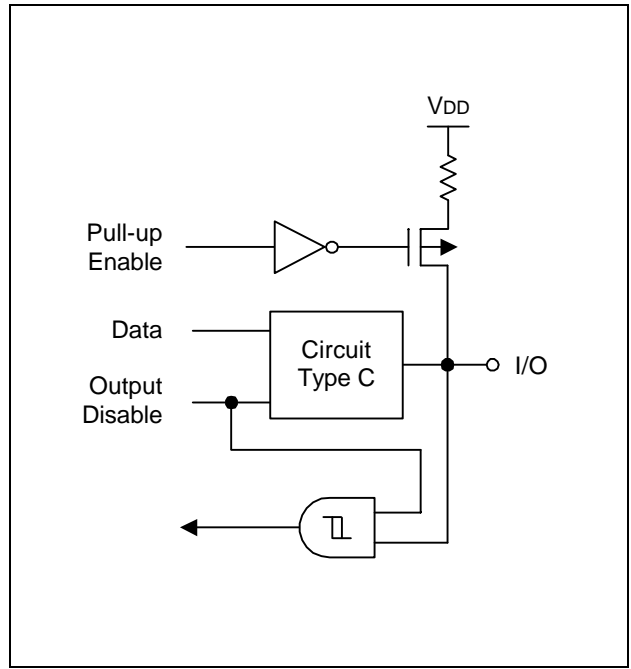 VDD
Pull-up
Enable
Data
Circuit
Type C
I/O
Output
Disable